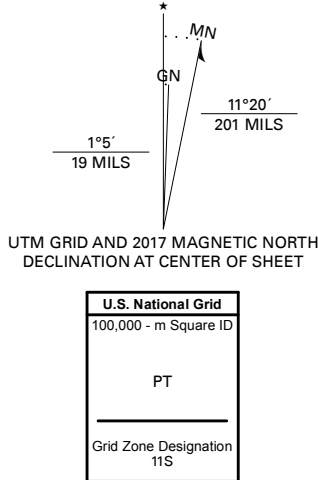 MN
GN
11°20´
201 MILS
1°5´
19 MILS
UTM GRID AND 2017 MAGNETIC NORTH
DECLINATION AT CENTER OF SHEET
U.S. National Grid
100,000 - m Square ID
PT
Grid Zone Designation
11S